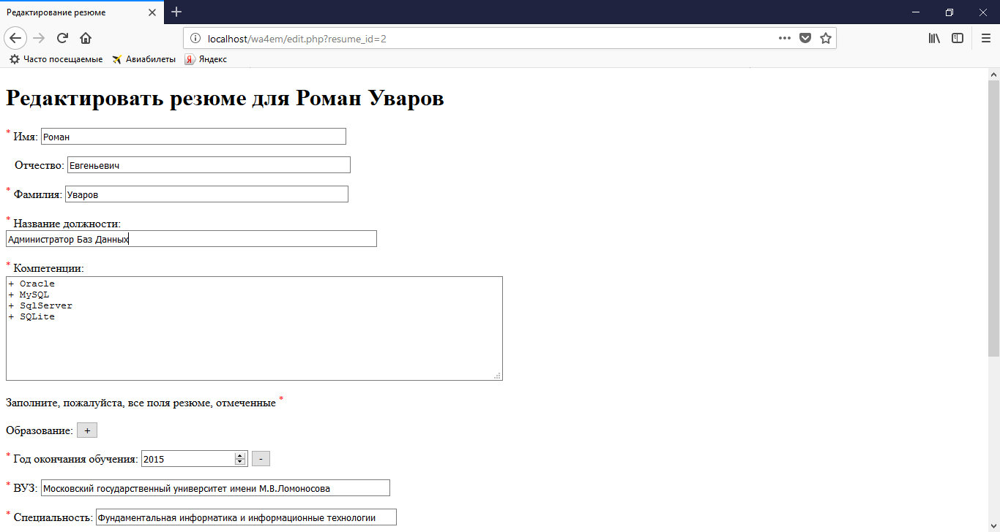 Редактирование резюме
localhost/wa4em/edit.php?resume_id=2
Часто посещаемые Авиабилеты Я Яндекс
Редактировать резюме для Роман Уваров
* Имя: Роман
Отчество: Евгеньевич
* Фамилия: Уваров
* Название должности:
Администратор Баз Данных
* Компетенции:
+ Oracle
+ MySQL
+ SqlServer
+ SQLite
Заполните, пожалуйста, все поля резюме, отмеченные *
Образование: +
* Год окончания обучения: 2015 -
* ВУЗ: Московский государственный университет имени М.В.Ломоносова
* Специальность: Фундаментальная информатика и информационные технологии